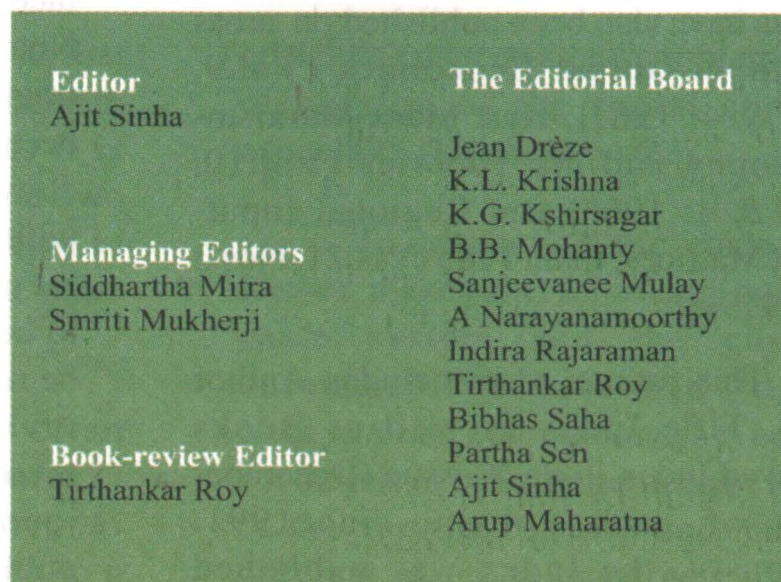 Editor
Ajit Sinha
Managing Editors
Siddhartha Mitra
Smriti Mukherji
Book-review Editor
Tirthankar Roy
The Editorial Board
Jean Drèze
K.L. Krishna
K.G. Kshirsagar
B.B. Mohanty
Sanjeevanee Mulay
A Narayanamoorthy
Indira Rajaraman
Tirthankar Roy
Bibhas Saha
Partha Sen
Ajit Sinha
Arup Maharatna